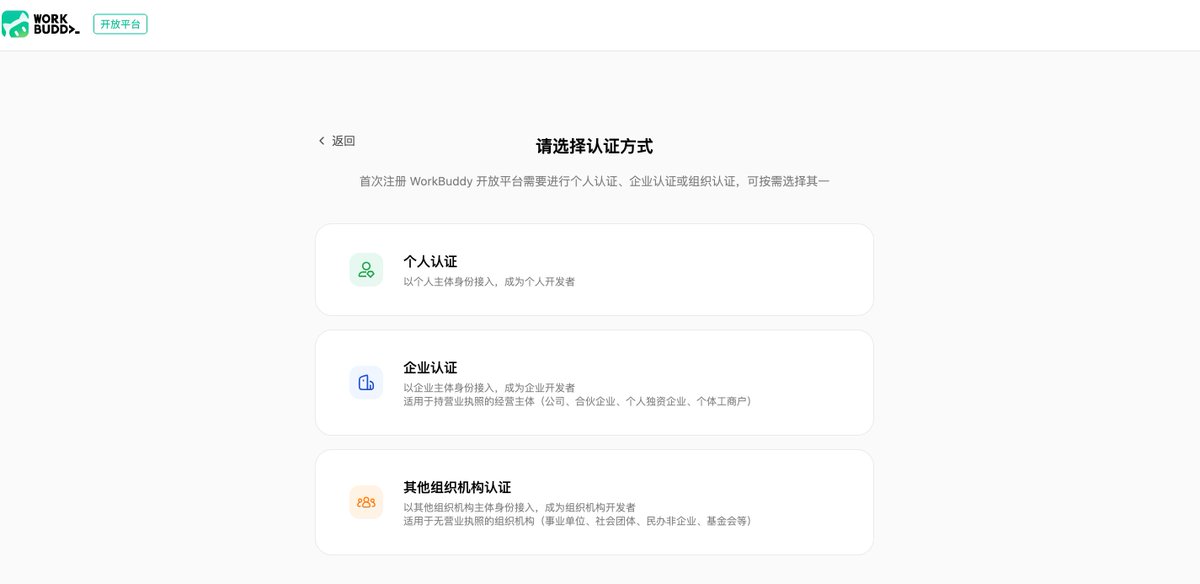 WORK
BUDD>_
开放平台
返回
请选择认证方式
首次注册 WorkBuddy 开放平台需要进行个人认证、企业认证或组织认证，可按需选择其一
个人认证
以个人主体身份接入，成为个人开发者
企业认证
以企业主体身份接入，成为企业开发者
适用于持营业执照的经营主体（公司、合伙企业、个人独资企业、个体工商户）
其他组织机构认证
以其他组织机构主体身份接入，成为组织机构开发者
适用于无营业执照的组织机构（事业单位、社会团体、民办非企业、基金会等）